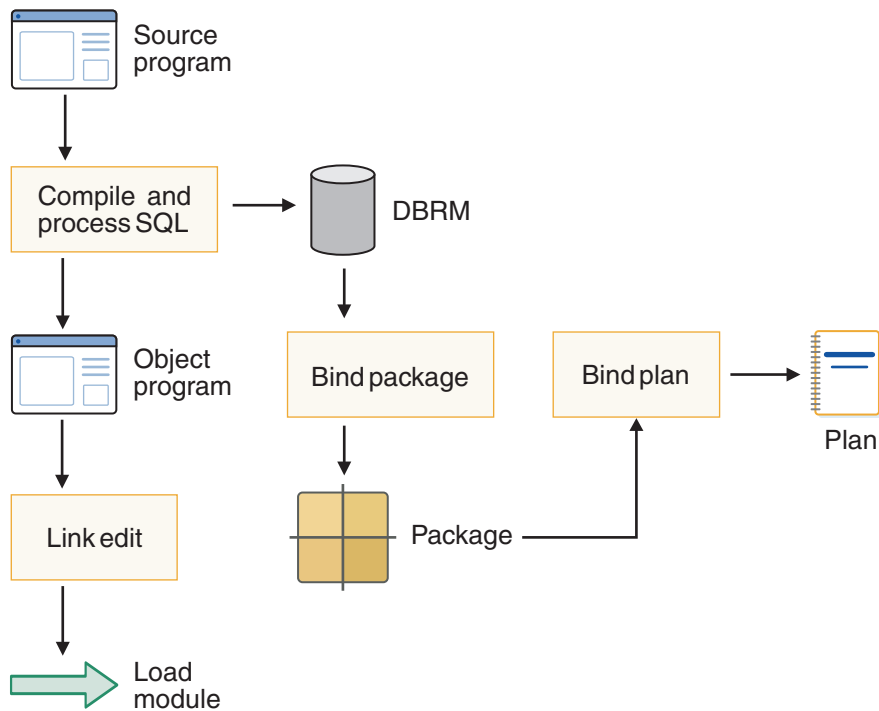 Source
program
Compile and
process SQL
DBRM
Object
program
Bind package
Bind plan
Plan
Link edit
Package
Load
module